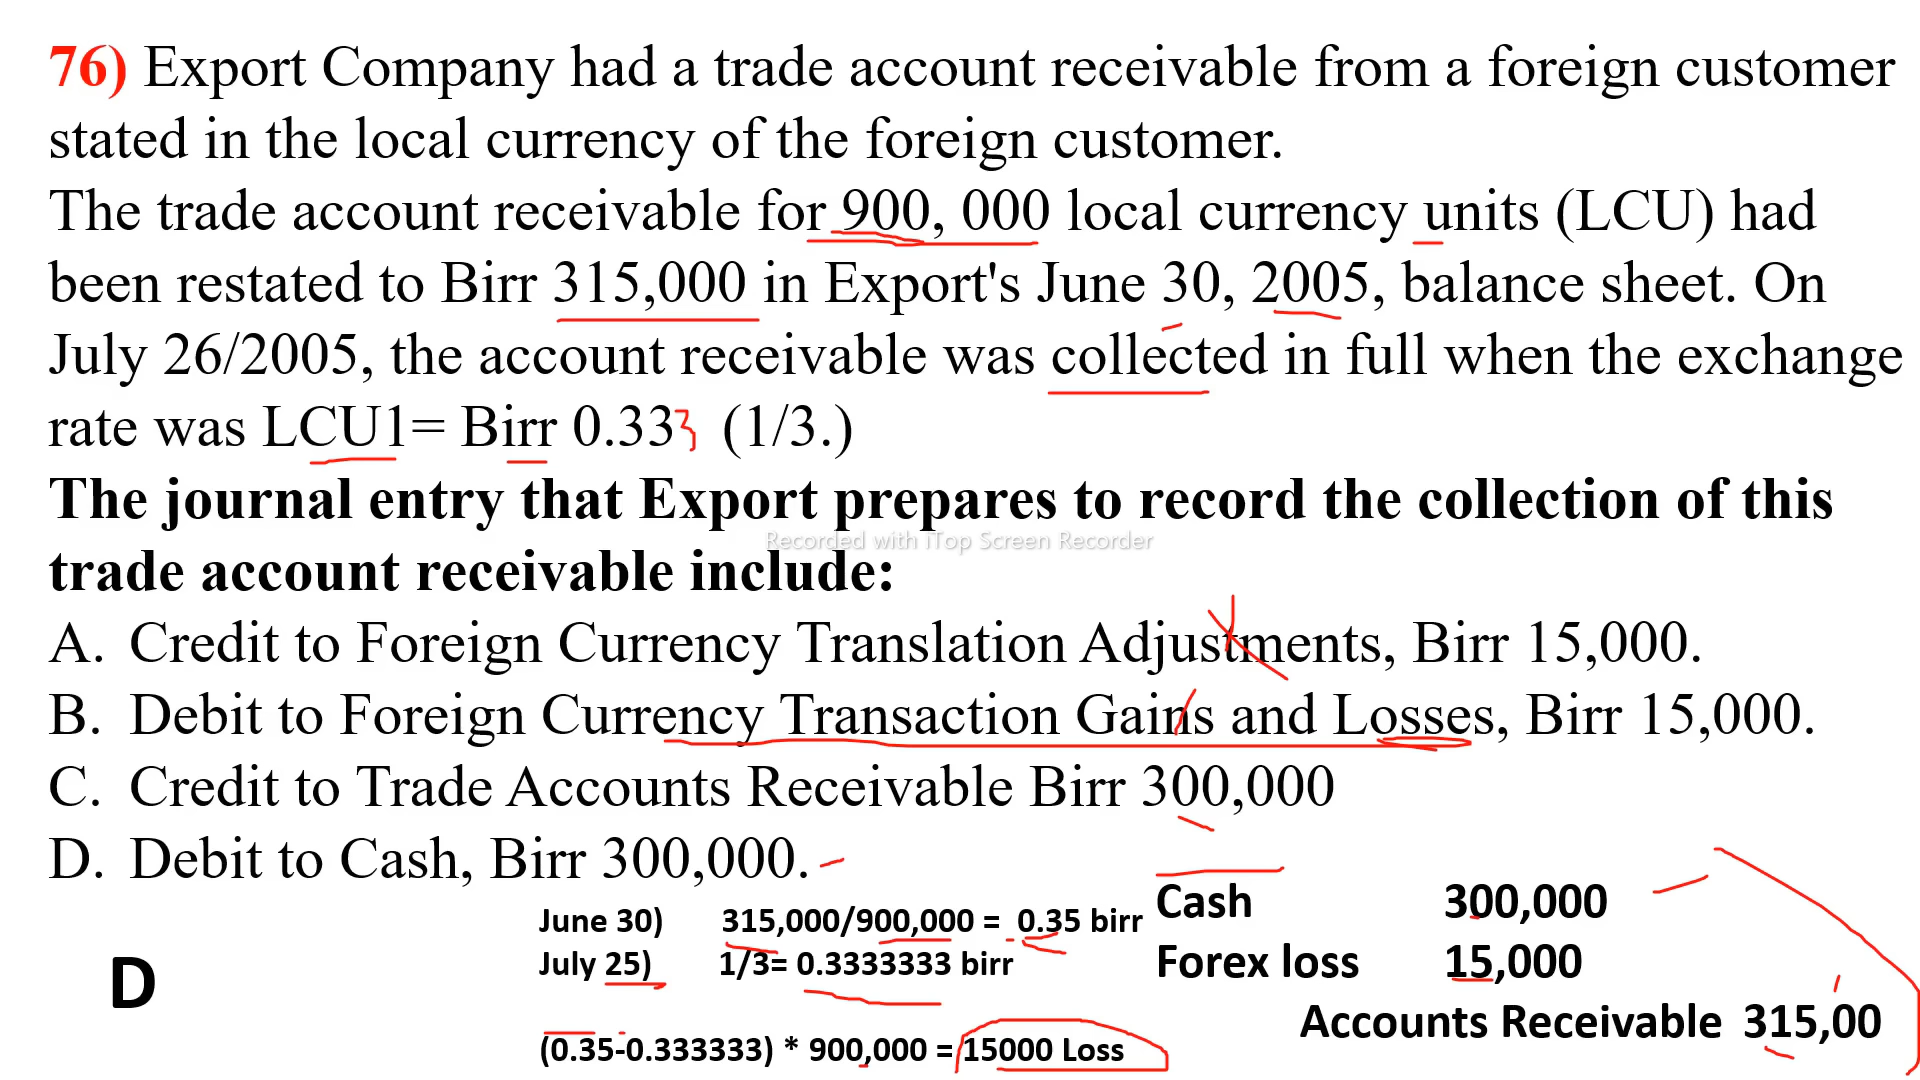 76) Export Company had a trade account receivable from a foreign customer
stated in the local currency of the foreign customer.
The trade account receivable for 900, 000 local currency units (LCU) had
been restated to Birr 315,000 in Export's June 30, 2005, balance sheet. On
July 26/2005, the account receivable was collected in full when the exchange
rate was LCU1= Birr 0.333 (1/3.)
The journal entry that Export prepares to record the collection of this
Recorded with iTop Screen Recorder
trade account receivable include:
A. Credit to Foreign Currency Translation Adjustments, Birr 15,000.
B. Debit to Foreign Currency Transaction Gains and Losses, Birr 15,000.
C. Credit to Trade Accounts Receivable Birr 300,000
D. Debit to Cash, Birr 300,000.
June 30) 315,000/900,000 = 0.35 birr
July 25) 1/3= 0.3333333 birr
(0.35-0.333333) * 900,000 = 15000 Loss
D
Cash 300,000
Forex loss 15,000
Accounts Receivable 315,00